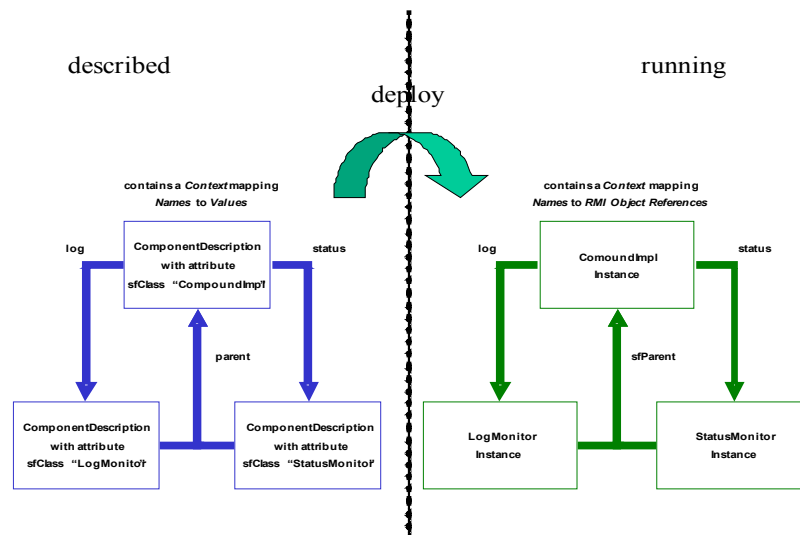 described
running
deploy
contains a Context mapping
Names to Values
log
ComponentDescription
with attribute
sfClass “CompoundImpl”
status
parent
ComponentDescription
with attribute
sfClass “LogMonitor”
ComponentDescription
with attribute
sfClass “StatusMonitor”
contains a Context mapping
Names to RMI Object References
log
ComoundImpl
Instance
status
sfParent
LogMonitor
Instance
StatusMonitor
Instance